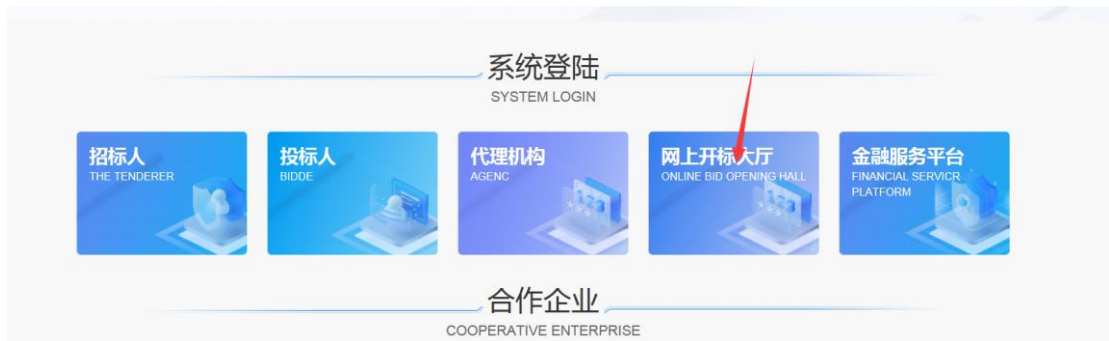 系统登陆
SYSTEM LOGIN
招标人
THE TENDERER
投标人
BIDDE
代理机构
AGENC
网上开标大厅
ONLINE BID OPENING HALL
金融服务平台
FINANCIAL SERVICR
PLATFORM
合作企业
COOPERATIVE ENTERPRISE